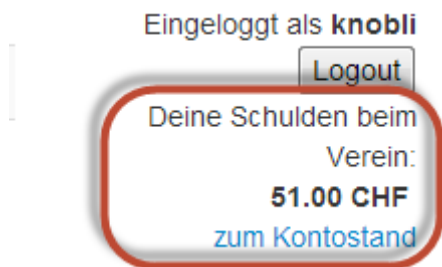 Eingeloggt als knobli
Logout
Deine Schulden beim
Verein:
51.00 CHF
zum Kontostand